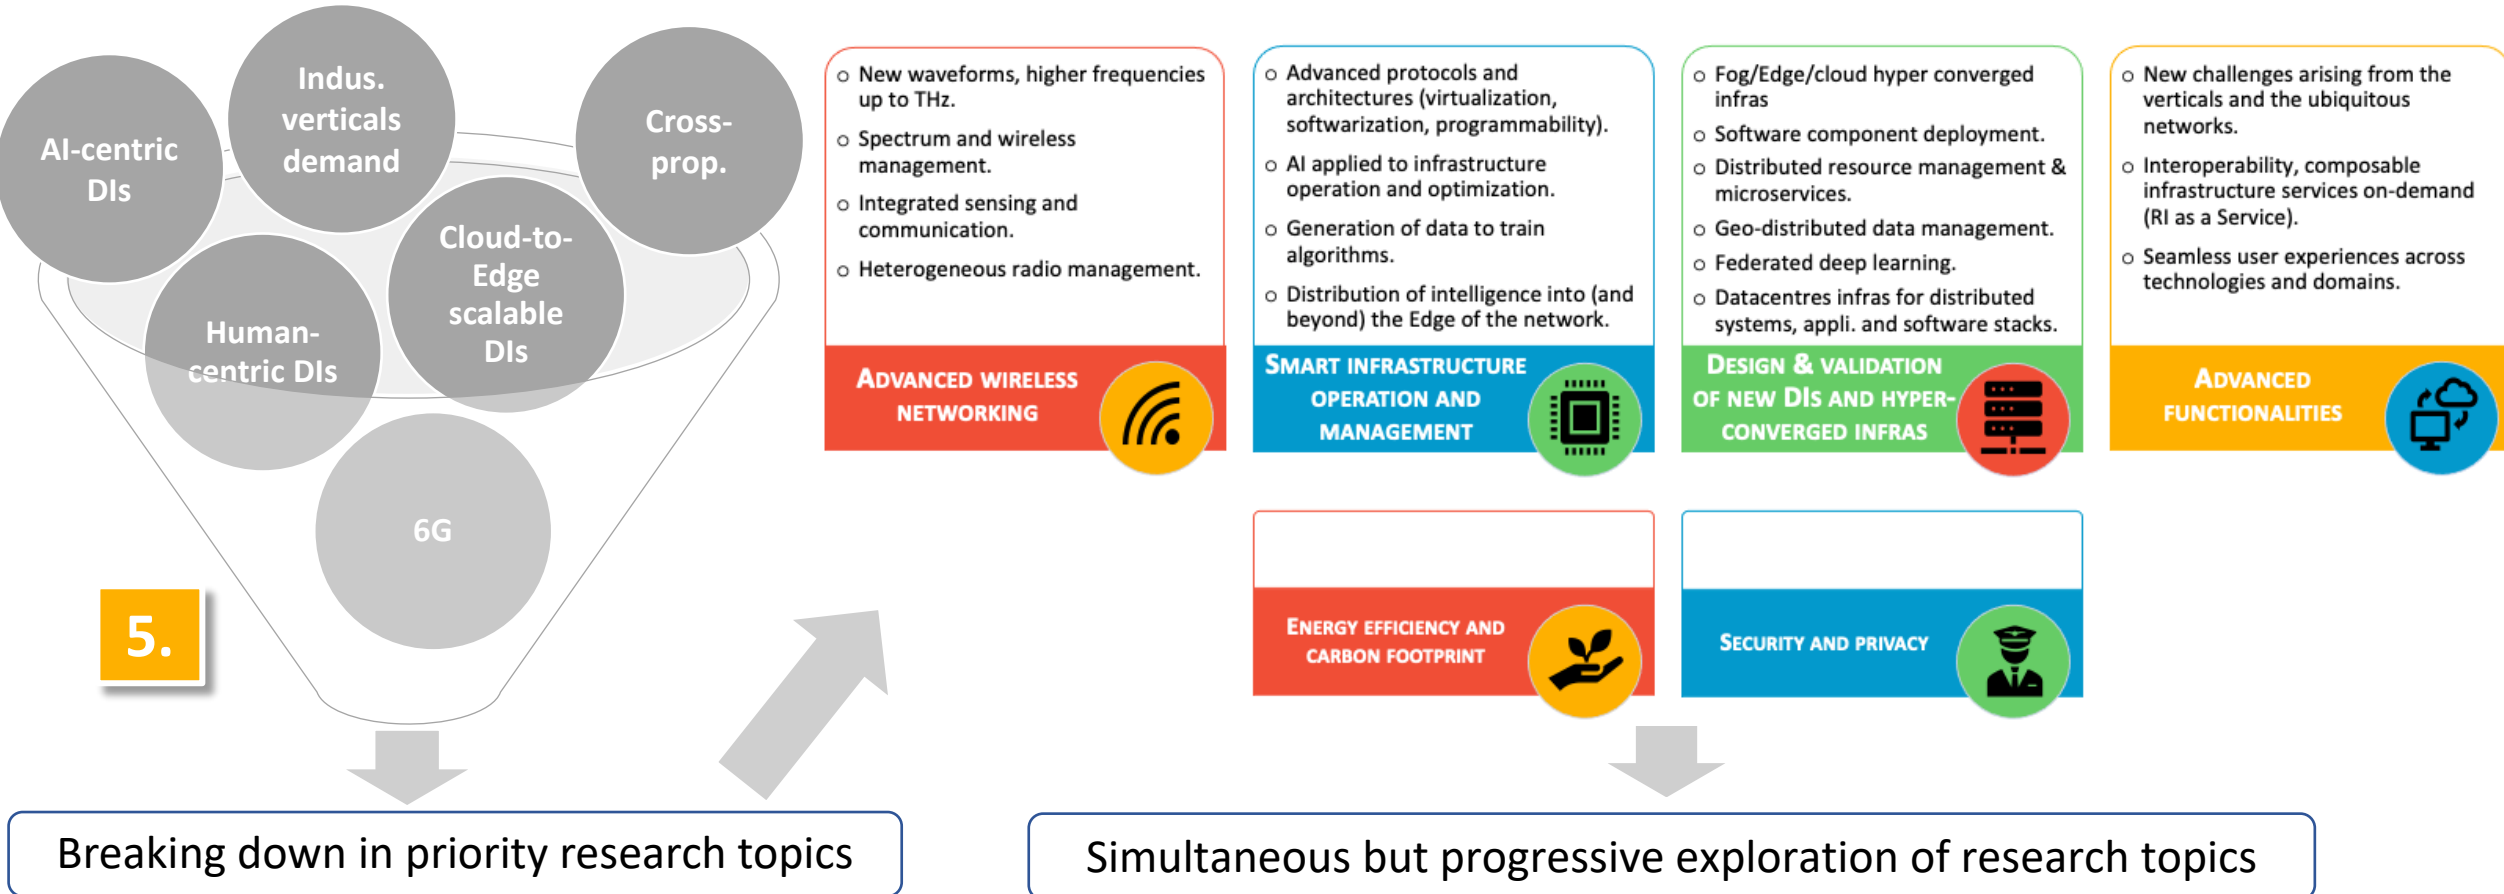 AI-centric
DIs
Indus.
verticals
demand
Cross-
prop.
Human-
centric DIs
Cloud-to-
Edge
scalable
DIs
6G
5.
Breaking down in priority research topics
○ New waveforms, higher frequencies
up to THz.
○ Spectrum and wireless
management.
○ Integrated sensing and
communication.
○ Heterogeneous radio management.
ADVANCED WIRELESS
NETWORKING
○ Advanced protocols and
architectures (virtualization,
softwarization, programmability).
○ AI applied to infrastructure
operation and optimization.
○ Generation of data to train
algorithms.
○ Distribution of intelligence into (and
beyond) the Edge of the network.
SMART INFRASTRUCTURE
OPERATION AND
MANAGEMENT
○ Fog/Edge/cloud hyper converged
infras
○ Software component deployment.
○ Distributed resource management &
microservices.
○ Geo-distributed data management.
○ Federated deep learning.
○ Datacentres infras for distributed
systems, appli. and software stacks.
DESIGN & VALIDATION
OF NEW DIS AND HYPER-
CONVERGED INFRAS
○ New challenges arising from the
verticals and the ubiquitous
networks.
○ Interoperability, composable
infrastructure services on-demand
(RI as a Service).
○ Seamless user experiences across
technologies and domains.
ADVANCED
FUNCTIONALITIES
ENERGY EFFICIENCY AND
CARBON FOOTPRINT
SECURITY AND PRIVACY
Simultaneous but progressive exploration of research topics